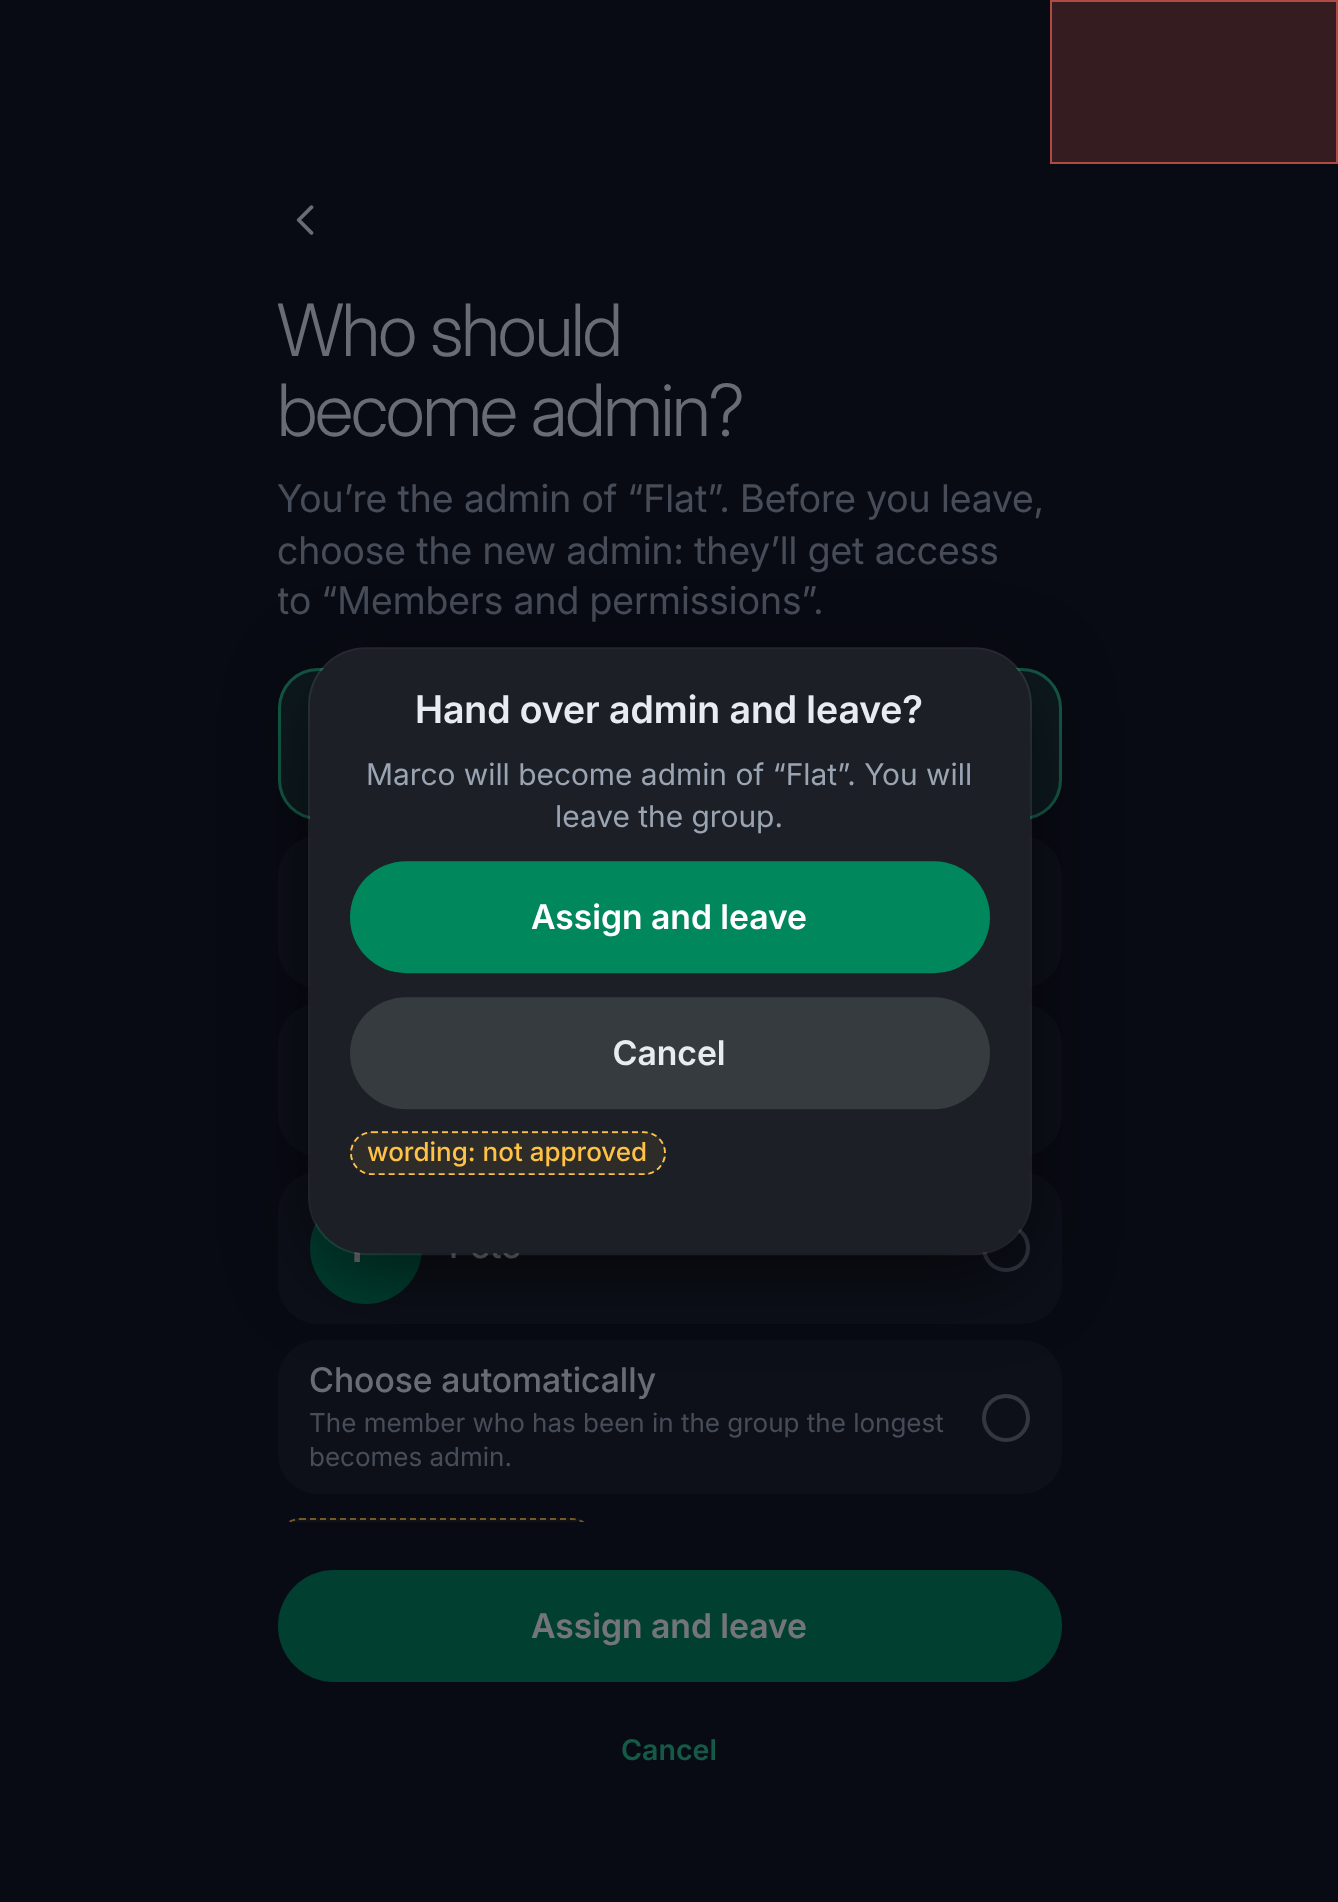 Who should
become admin?
You’re the admin of “Flat”. Before you leave,
choose the new admin: they’ll get access
to “Members and permissions”.
Hand over admin and leave?
Marco will become admin of “Flat”. You will
leave the group.
Assign and leave
Cancel
wording: not approved
Choose automatically
The member who has been in the group the longest
becomes admin.
Assign and leave
Cancel